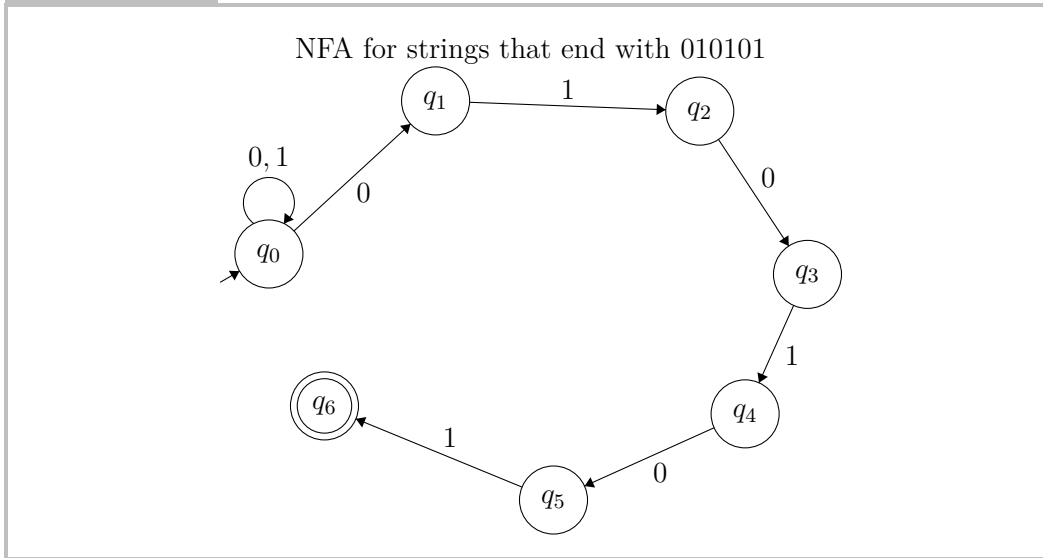 NFA for strings that end with 010101
q1
1
q2
0, 1
0
0
q0
q3
1
q6
q4
1
0
q5